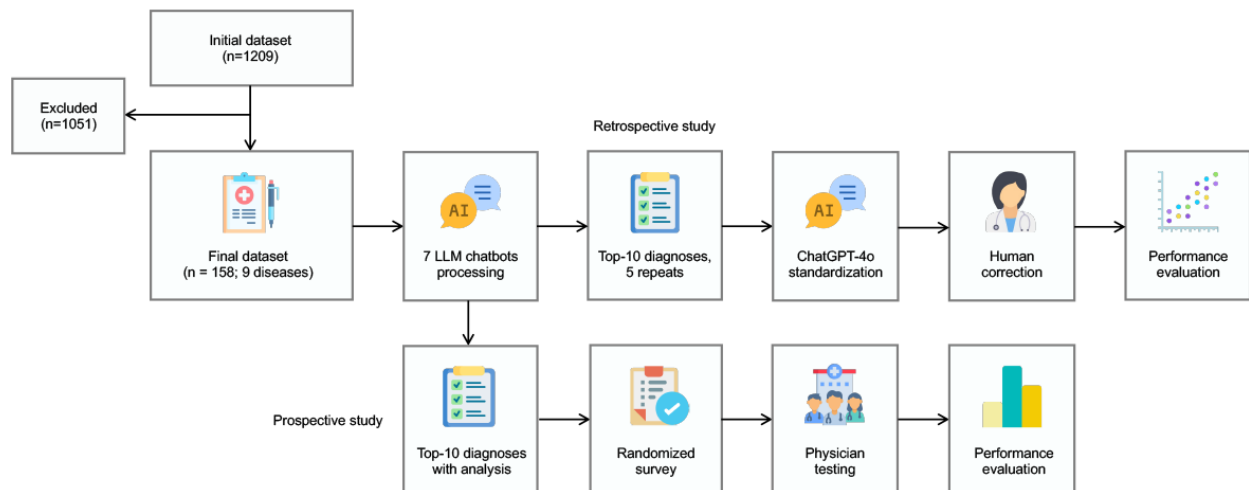 Initial dataset
(n=1209)
Excluded
(n=1051)
Retrospective study
Final dataset
(n = 158; 9 diseases)
AI
7 LLM chatbots
processing
Top-10 diagnoses,
5 repeats
AI
ChatGPT-4o
standardization
Human
correction
Performance
evaluation
Prospective study
Top-10 diagnoses
with analysis
Randomized
survey
Physician
testing
Performance
evaluation